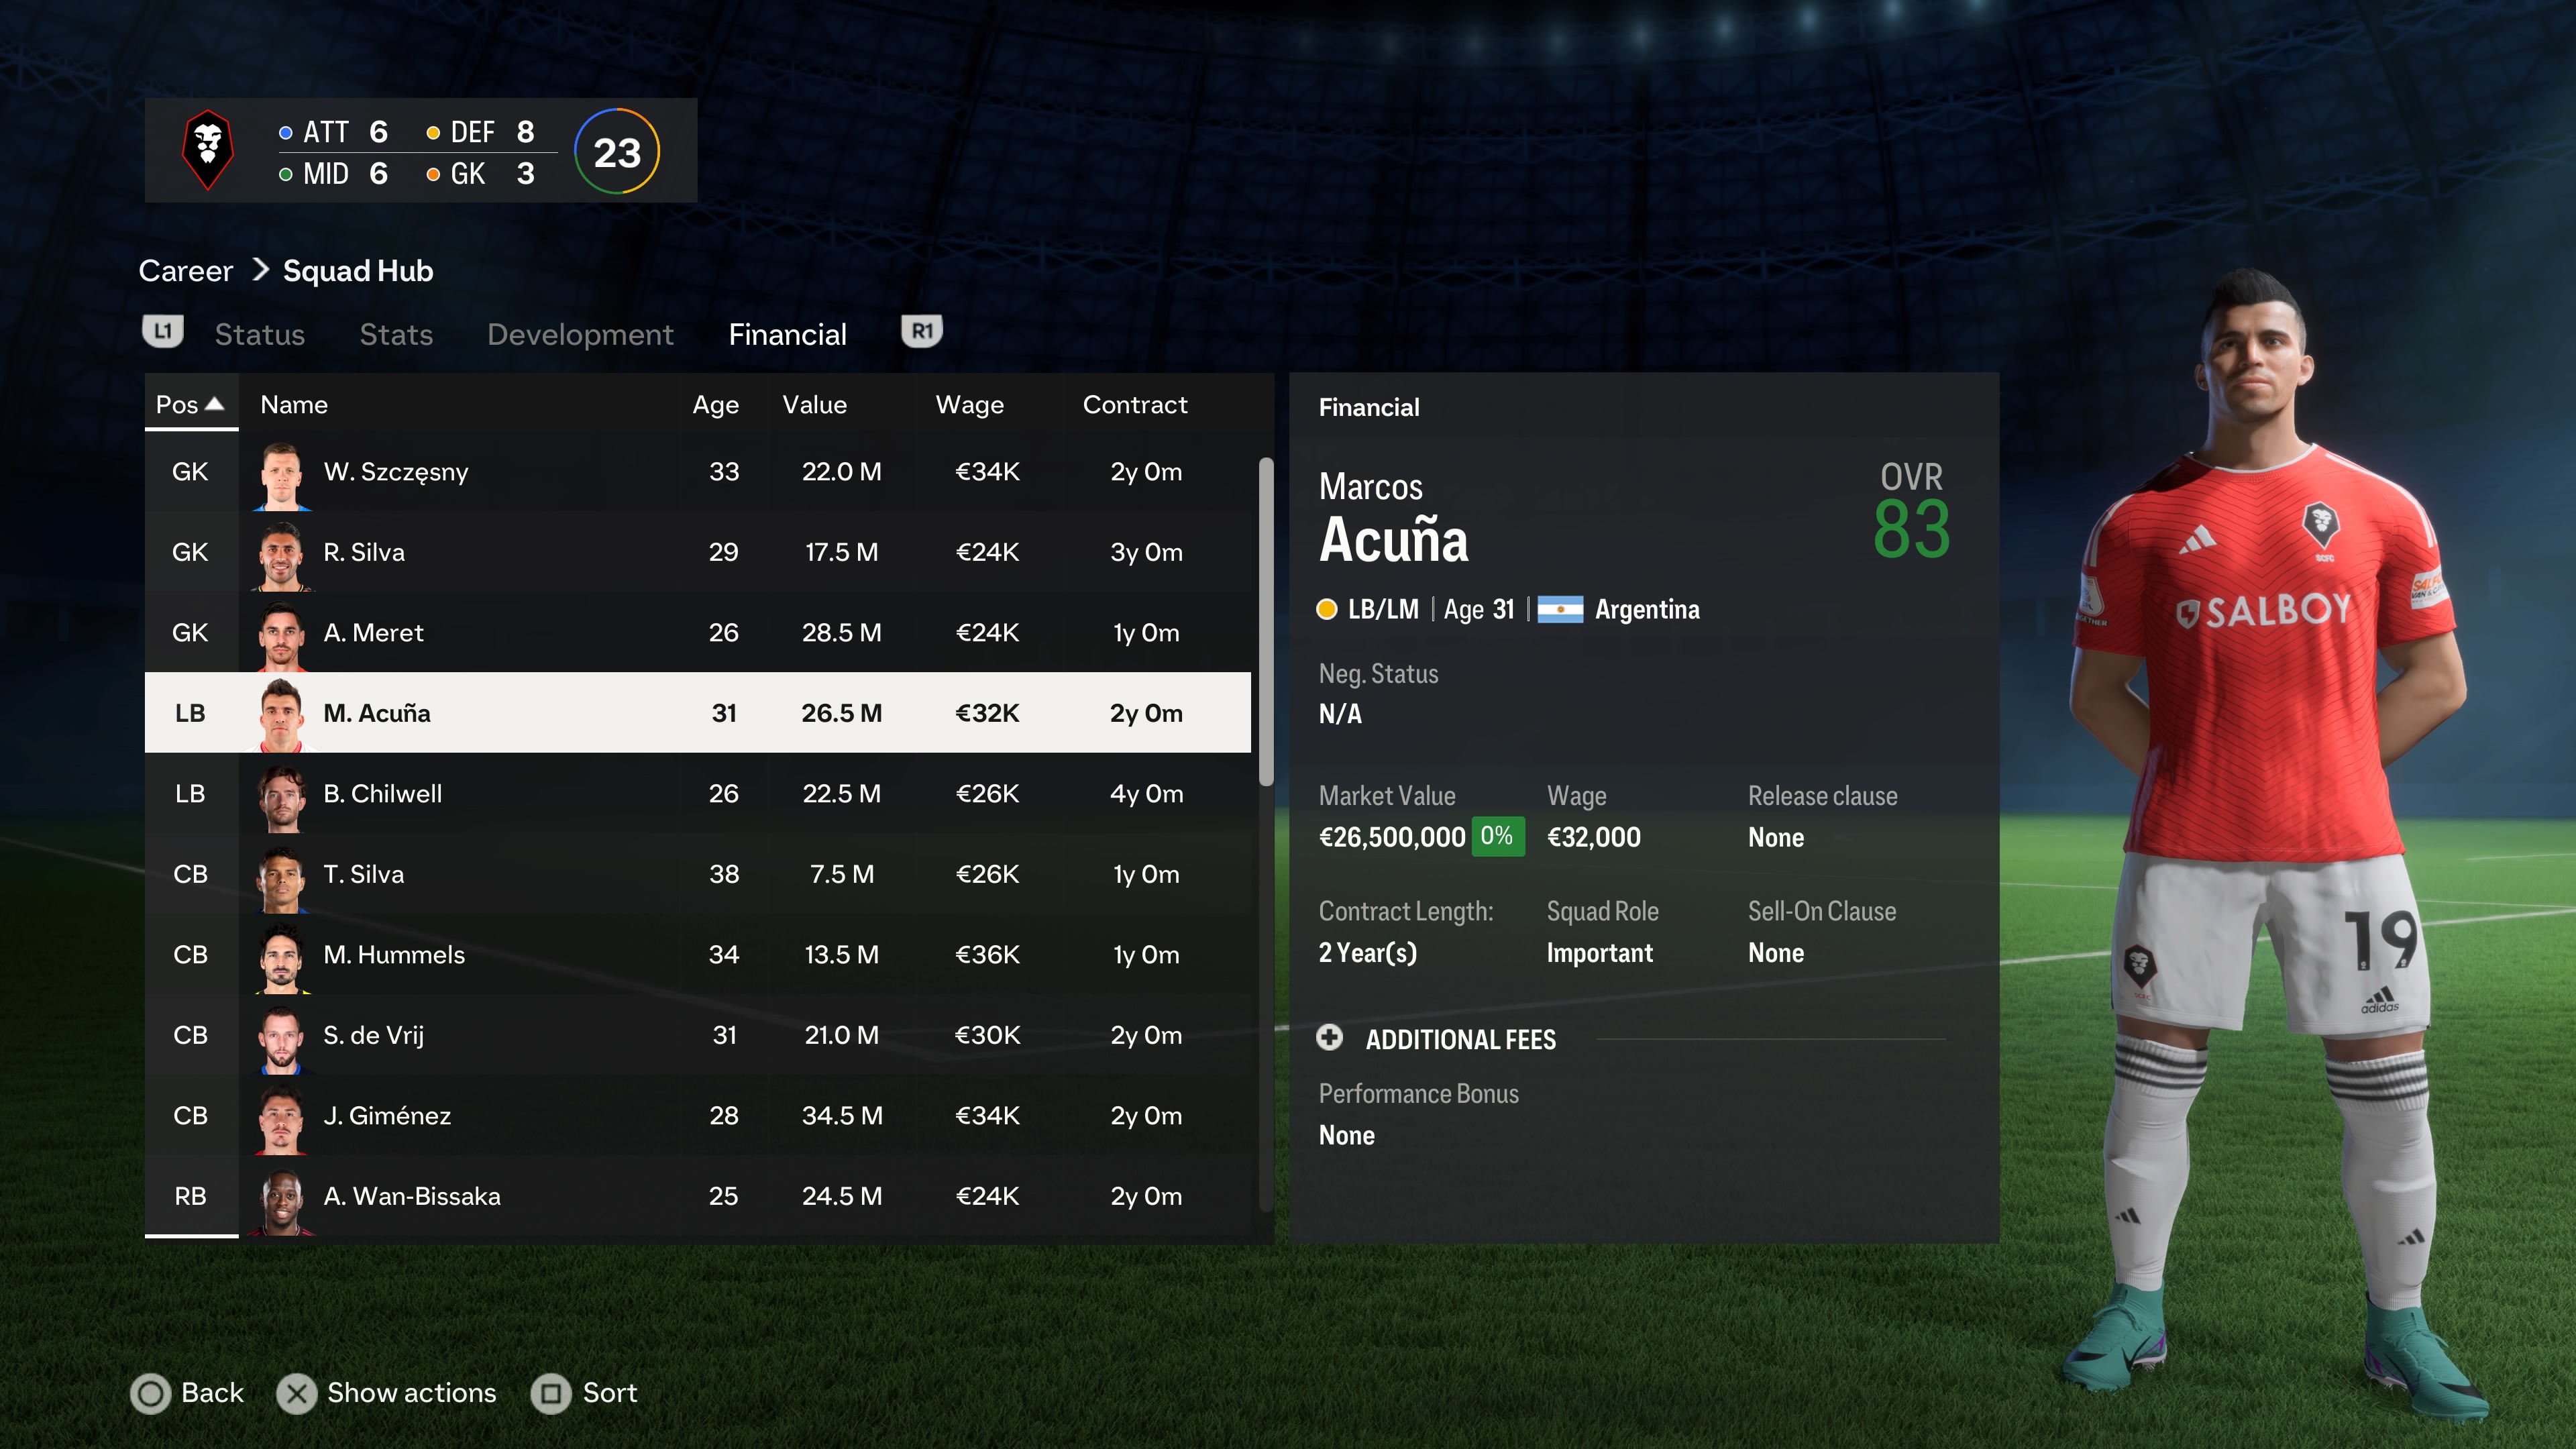 ATT 6 DEF 8
MID 6 GK 3
23
Career > Squad Hub
L1 Status Stats Development Financial R1
Pos Name Age Value Wage Contract
GK W. Szczęsny 33 22.0 M €34K 2y 0m
GK R. Silva 29 17.5 M €24K 3y 0m
GK A. Meret 26 28.5 M €24K 1y 0m
LB M. Acuña 31 26.5 M €32K 2y 0m
LB B. Chilwell 26 22.5 M €26K 4y 0m
CB T. Silva 38 7.5 M €26K 1y 0m
CB M. Hummels 34 13.5 M €36K 1y 0m
CB S. de Vrij 31 21.0 M €30K 2y 0m
CB J. Giménez 28 34.5 M €34K 2y 0m
RB A. Wan-Bissaka 25 24.5 M €24K 2y 0m
Financial
Marcos
Acuña
OVR
83
LB/LM | Age 31 | Argentina
Neg. Status
N/A
Market Value Wage Release clause
€26,500,000 0% €32,000 None
Contract Length: Squad Role Sell-On Clause
2 Year(s) Important None
ADDITIONAL FEES
Performance Bonus
None
SCFC
SALBOY
19
adidas
Back Show actions Sort